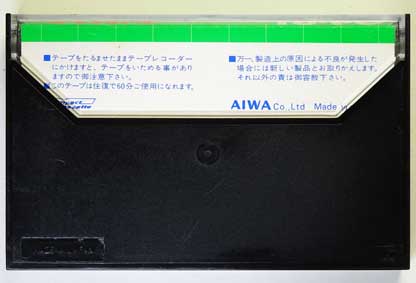 ■テープをたるませたままテープレコーダー
にかけますと、テープをいためる事があり
ますので御注意下さい。
■このテープは往復で60分ご使用になれます。
■万一、製造上の原因による不良が発生した
場合には新しい製品とお取りかえします。
それ以外の責は御容赦下さい。
AIWA Co., Ltd Made in